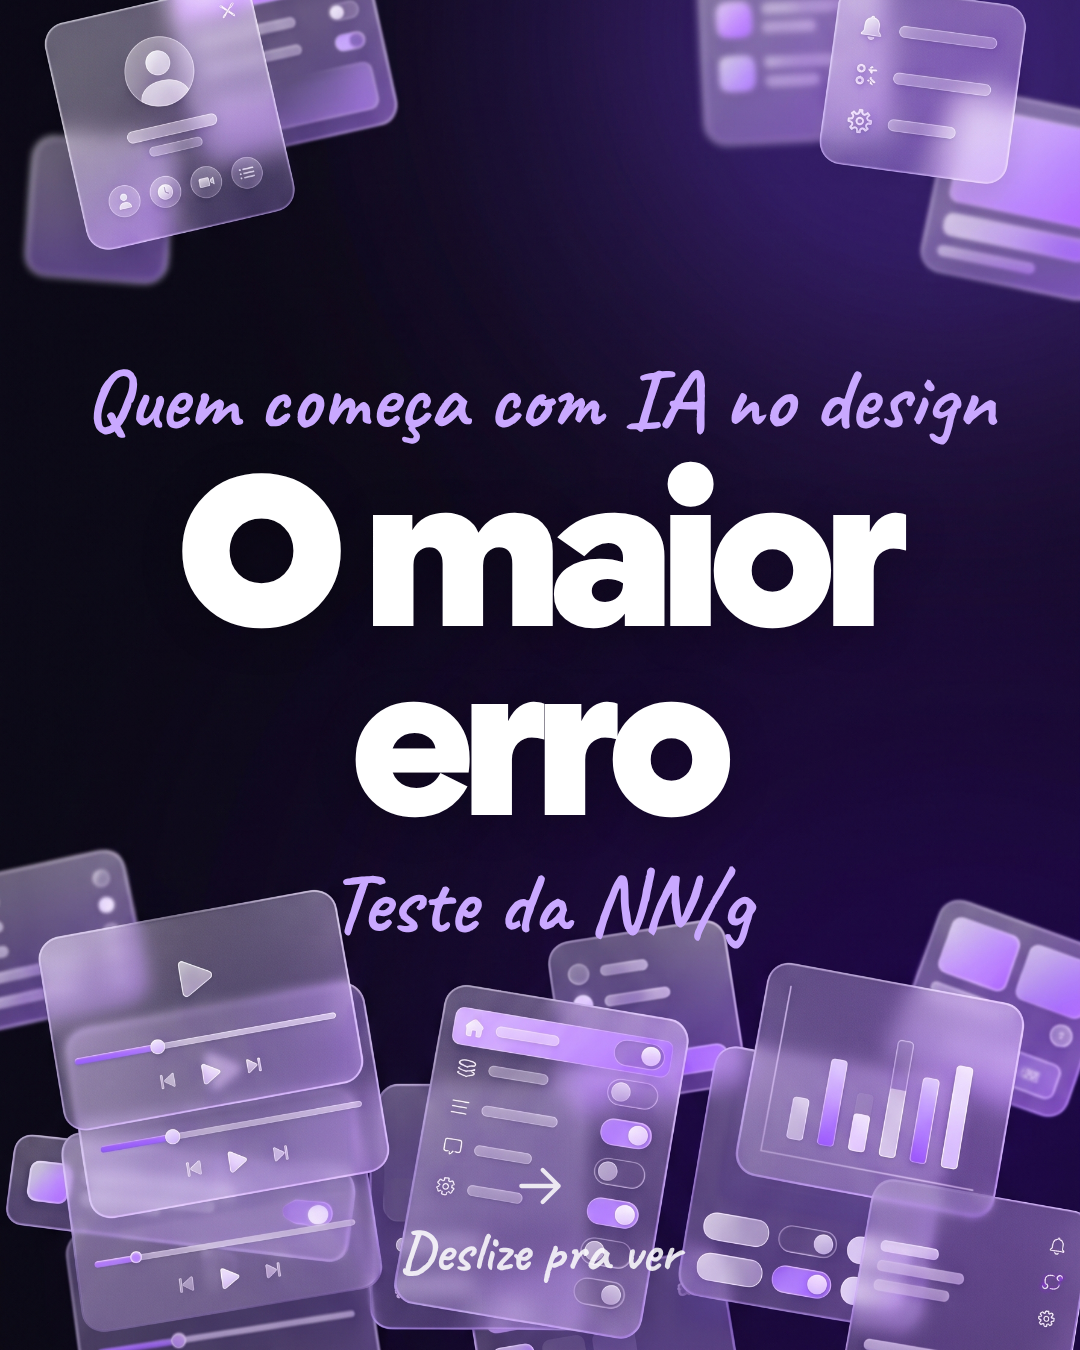 Quem começa com IA no design
O maior
erro
Teste da NN/g
Deslize pra ver